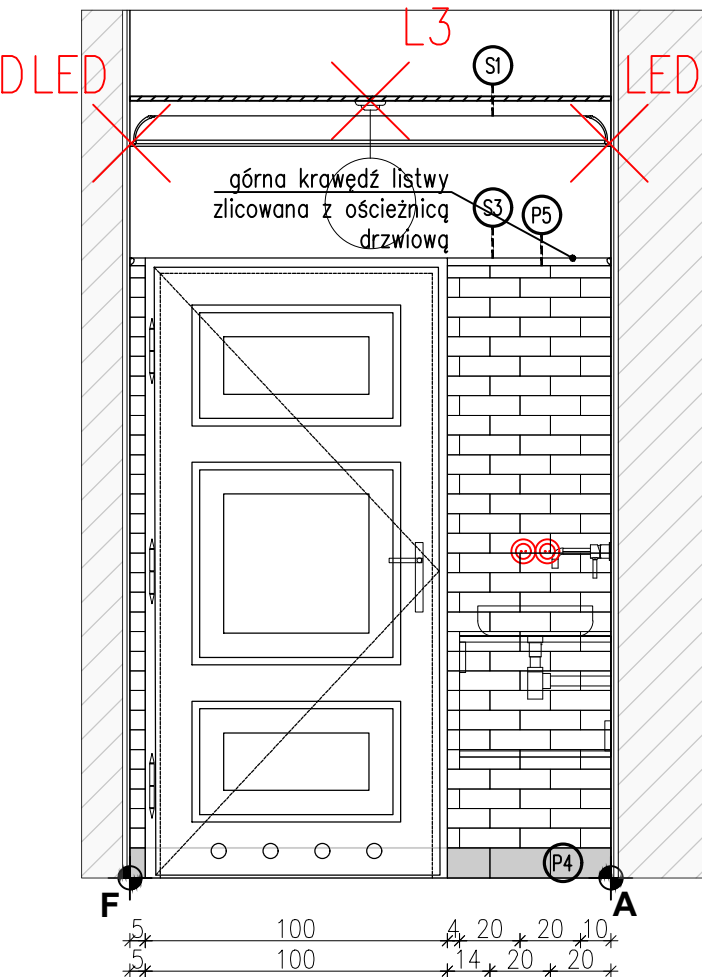 L3
DLED
S1
LED
górna krawędź listwy
zlicowana z ościeżnicą
drzwiową
S3
P5
P4
F
A
5 100 4 20 20 10
5 100 14 20 20